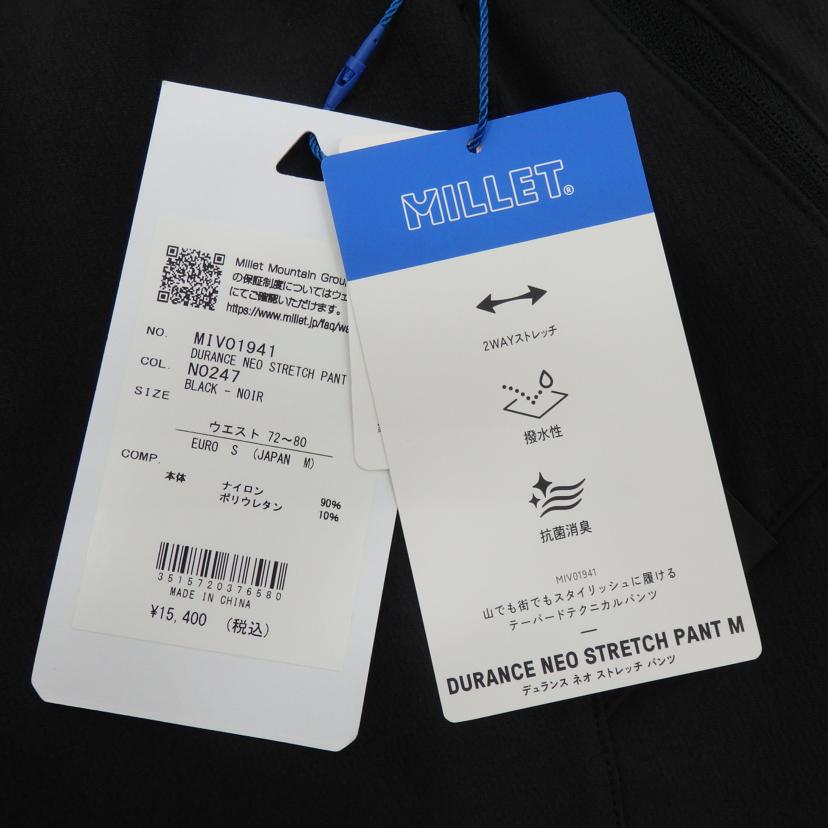 Millet Mountain Grou
の保証制度についてはウェ
にてご確認いただけます。
https://www.millet.jp/faq/wa
NO. MIV01941
DURANCE NEO STRETCH PANT
COL. N0247
BLACK - NOIR
SIZE
ウエスト 72～80
EURO S (JAPAN M)
COMP.
本体 ナイロン 90%
ポリウレタン 10%
3515720376580
MADE IN CHINA
¥15,400 (税込)
MILLET®
2WAYストレッチ
撥水性
抗菌消臭
MIV01941
山でも街でもスタイリッシュに履ける
テーパードテクニカルパンツ
DURANCE NEO STRETCH PANT M
デュランス ネオ ストレッチ パンツ